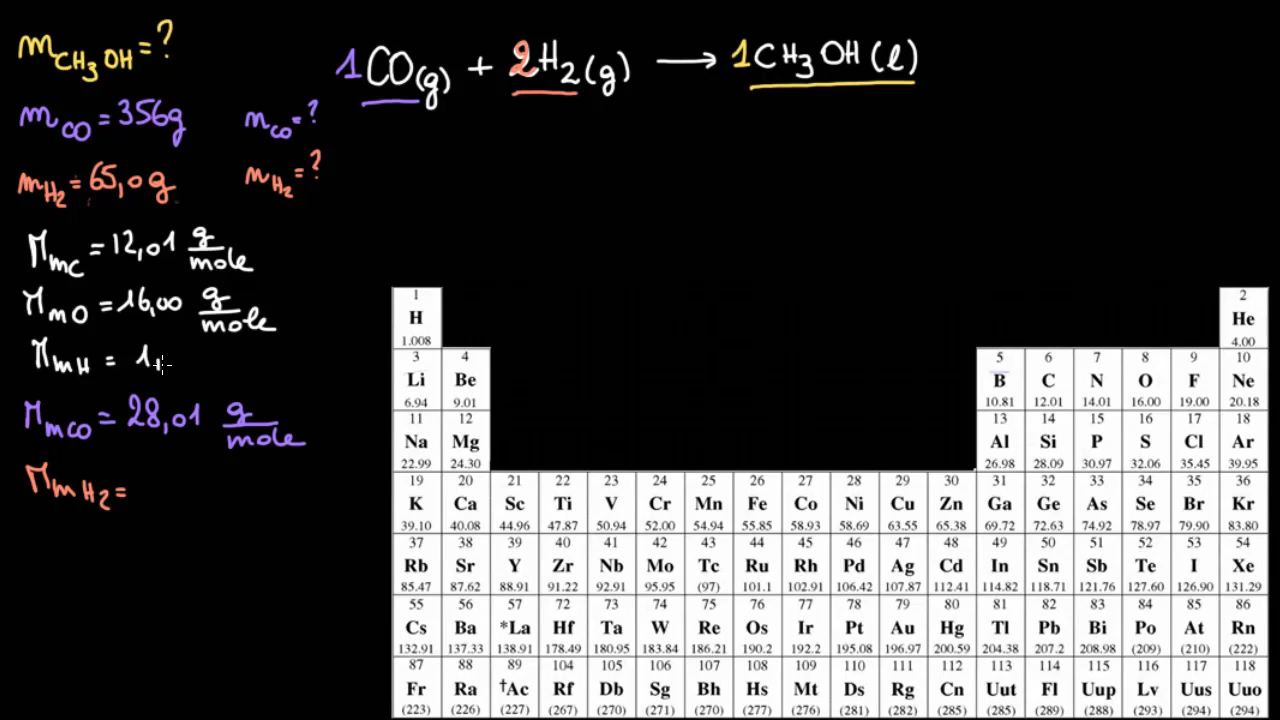 m CH₃OH = ?
1CO(g) + 2H₂(g) → 1CH₃OH(l)
m CO = 356g
n CO = ?
m H₂ = 65,0 g
n H₂ = ?
Mm C = 12,01 g/mole
Mm O = 16,00 g/mole
Mm H = 1,
Mm CO = 28,01 g/mole
Mm H₂ =
1 2
H He
1.008 4.00
3 4 5 6 7 8 9 10
Li Be B C N O F Ne
6.94 9.01 10.81 12.01 14.01 16.00 19.00 20.18
11 12 13 14 15 16 17 18
Na Mg Al Si P S Cl Ar
22.99 24.30 26.98 28.09 30.97 32.06 35.45 39.95
19 20 21 22 23 24 25 26 27 28 29 30 31 32 33 34 35 36
K Ca Sc Ti V Cr Mn Fe Co Ni Cu Zn Ga Ge As Se Br Kr
39.10 40.08 44.96 47.87 50.94 52.00 54.94 55.85 58.93 58.69 63.55 65.38 69.72 72.63 74.92 78.97 79.90 83.80
37 38 39 40 41 42 43 44 45 46 47 48 49 50 51 52 53 54
Rb Sr Y Zr Nb Mo Tc Ru Rh Pd Ag Cd In Sn Sb Te I Xe
85.47 87.62 88.91 91.22 92.91 95.95 (97) 101.1 102.91 106.42 107.87 112.41 114.82 118.71 121.76 127.60 126.90 131.29
55 56 57 72 73 74 75 76 77 78 79 80 81 82 83 84 85 86
Cs Ba *La Hf Ta W Re Os Ir Pt Au Hg Tl Pb Bi Po At Rn
132.91 137.33 138.91 178.49 180.95 183.84 186.21 190.2 192.2 195.08 196.97 200.59 204.38 207.2 208.98 (209) (210) (222)
87 88 89 104 105 106 107 108 109 110 111 112 113 114 115 116 117 118
Fr Ra †Ac Rf Db Sg Bh Hs Mt Ds Rg Cn Uut Fl Uup Lv Uus Uuo
(223) (226) (227) (267) (270) (271) (270) (277) (276) (281) (282) (285) (285) (289) (288) (293) (294) (294)